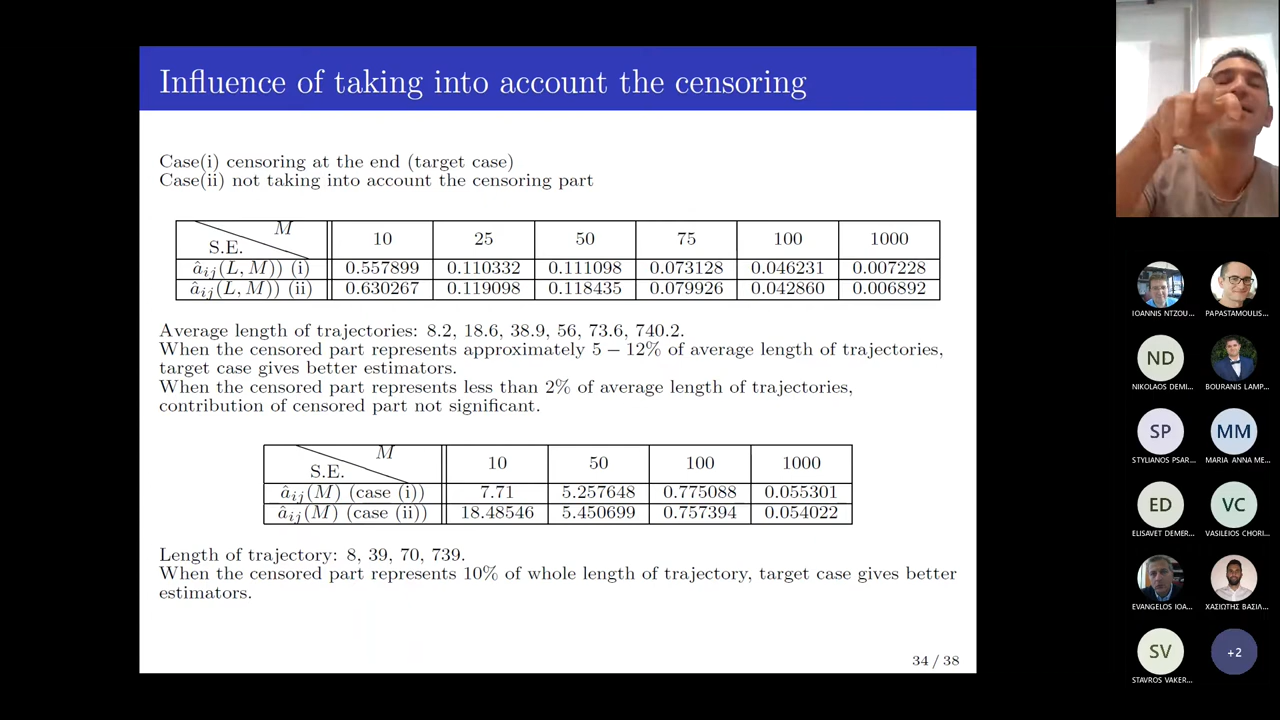 Influence of taking into account the censoring
Case(i) censoring at the end (target case)
Case(ii) not taking into account the censoring part
M
S.E.
10 25 50 75 100 1000
âᵢⱼ(L, M)) (i) 0.557899 0.110332 0.111098 0.073128 0.046231 0.007228
âᵢⱼ(L, M)) (ii) 0.630267 0.119098 0.118435 0.079926 0.042860 0.006892
Average length of trajectories: 8.2, 18.6, 38.9, 56, 73.6, 740.2.
When the censored part represents approximately 5 − 12% of average length of trajectories,
target case gives better estimators.
When the censored part represents less than 2% of average length of trajectories,
contribution of censored part not significant.
M
S.E.
10 50 100 1000
âᵢⱼ(M) (case (i)) 7.71 5.257648 0.775088 0.055301
âᵢⱼ(M) (case (ii)) 18.48546 5.450699 0.757394 0.054022
Length of trajectory: 8, 39, 70, 739.
When the censored part represents 10% of whole length of trajectory, target case gives better
estimators.
34 / 38
IOANNIS NTZOU...
PAPASTAMOULIS...
ND
NIKOLAOS DEMI...
BOURANIS LAMP...
SP
STYLIANOS PSAR...
MM
MARIA ANNA ME...
ED
ELISAVET DEMER...
VC
VASILEIOS CHORI...
EVANGELOS IOA...
ΧΑΣΙΩΤΗΣ ΒΑΣΙΛ...
SV
STAVROS VAKER...
+2